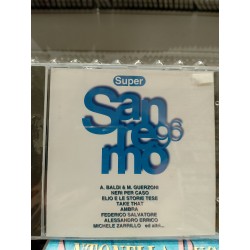 Super
San
re96
mo
A. BALDI & M. GUERZONI
NERI PER CASO
ELIO E LE STORIE TESE
TAKE THAT
AMBRA
FEDERICO SALVATORE
ALESSANDRO ERRICO
MICHELE ZARRILLO ed altri...